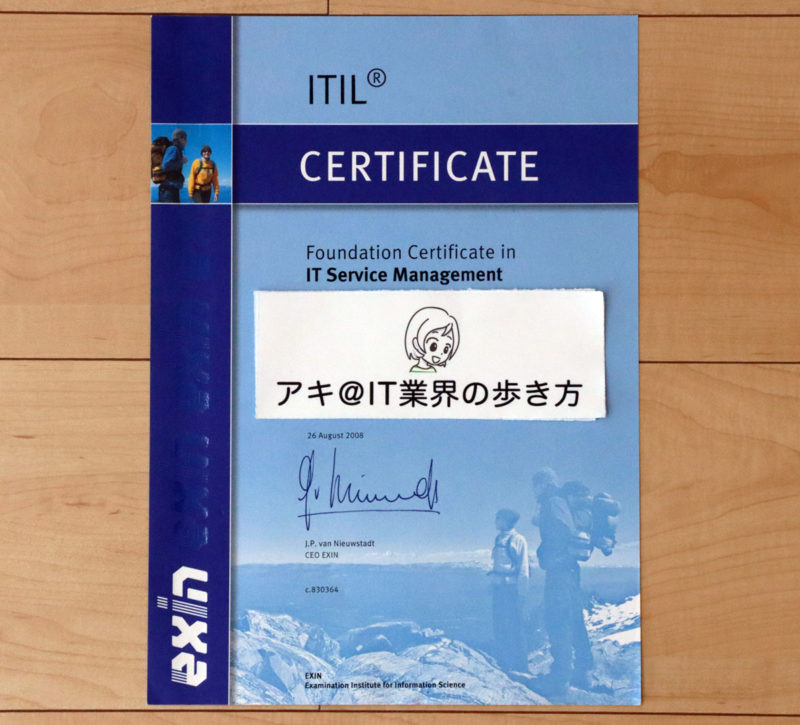 ITIL®
CERTIFICATE
Foundation Certificate in
IT Service Management
アキ@IT業界の歩き方
26 August 2008
J.P. van Nieuwstadt
CEO EXIN
c.830364
exin
EXIN
Examination Institute for Information Science